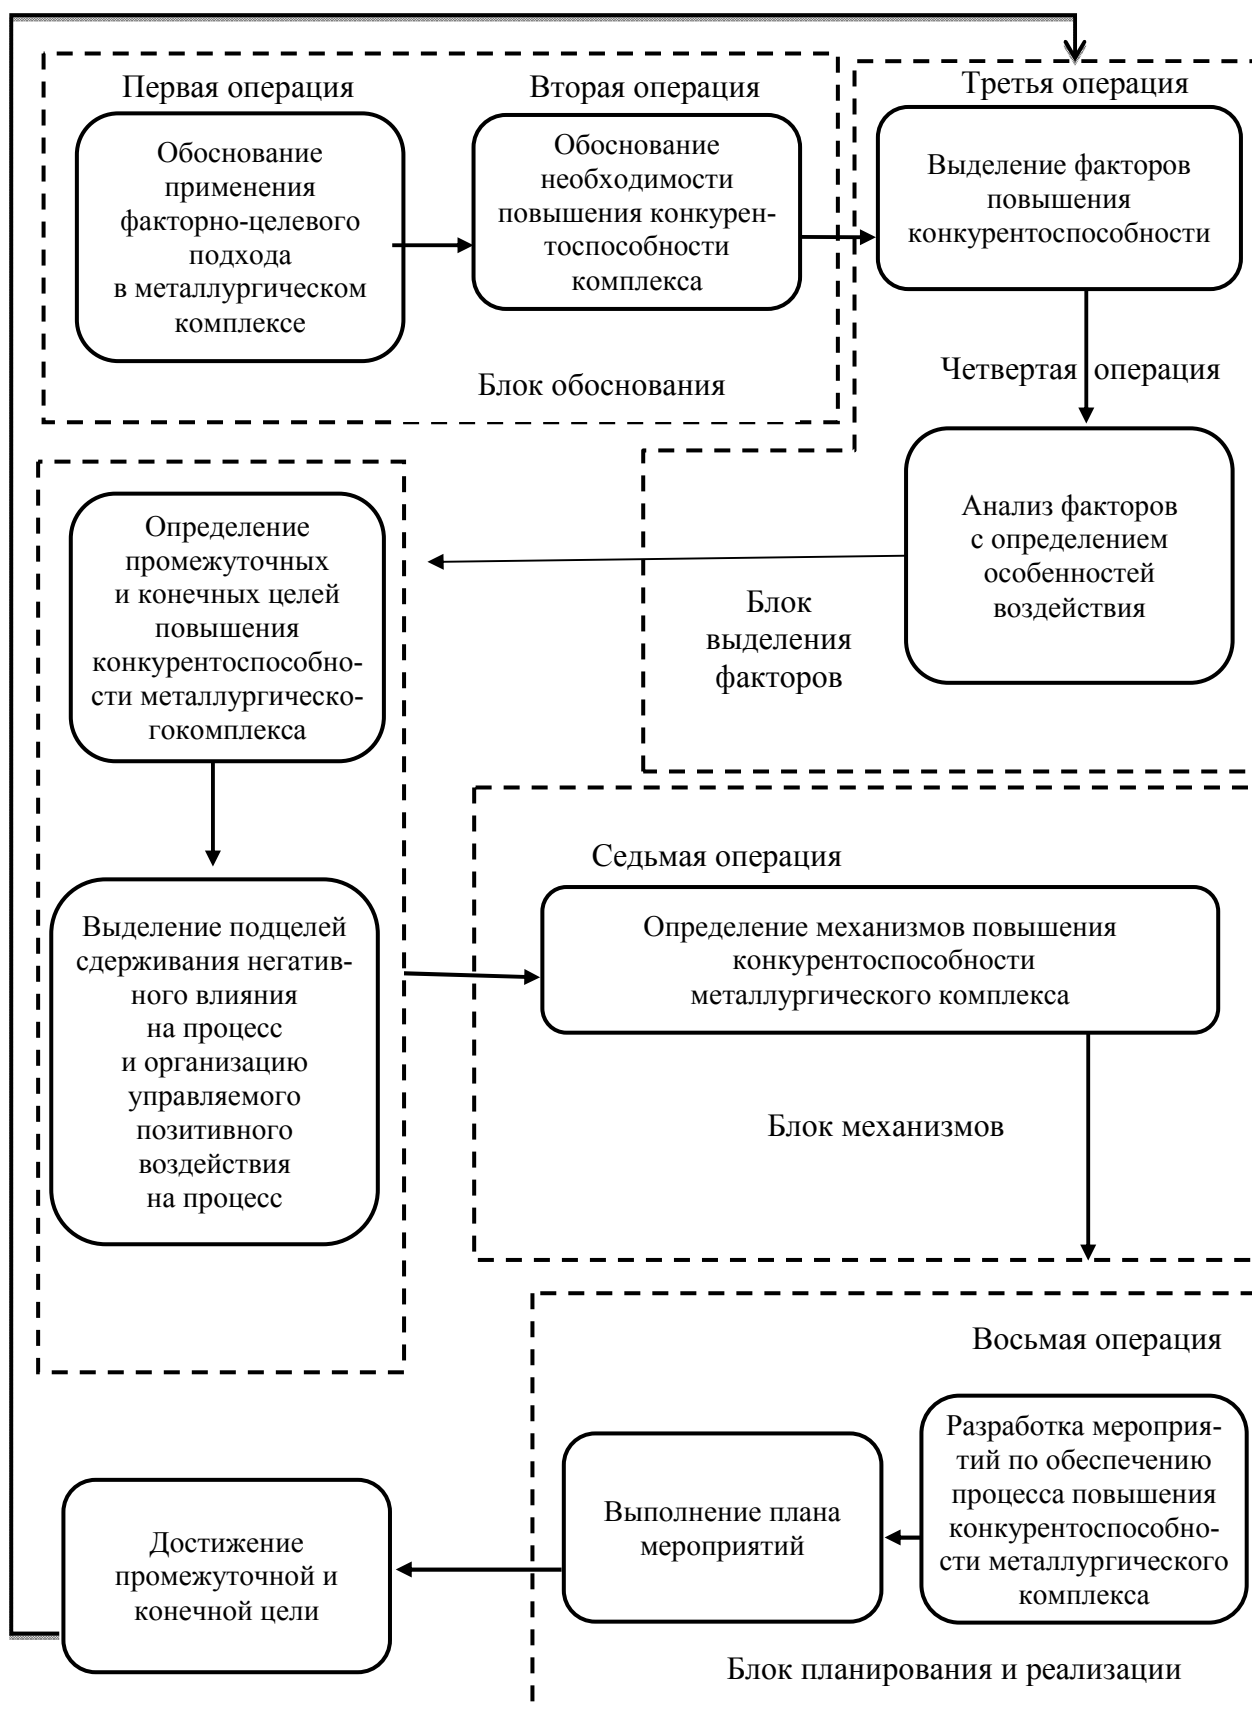 Первая операция
Обоснование
применения
факторно-целевого
подхода
в металлургическом
комплексе
Вторая операция
Обоснование
необходимости
повышения конкурен-
тоспособности
комплекса
Блок обоснования
Третья операция
Выделение факторов
повышения
конкурентоспособности
Четвертая операция
Анализ факторов
с определением
особенностей
воздействия
Блок
выделения
факторов
Определение
промежуточных
и конечных целей
повышения
конкурентоспособно-
сти металлургическо-
гокомплекса
Выделение подцелей
сдерживания негатив-
ного влияния
на процесс
и организацию
управляемого
позитивного
воздействия
на процесс
Седьмая операция
Определение механизмов повышения
конкурентоспособности
металлургического комплекса
Блок механизмов
Восьмая операция
Разработка мероприя-
тий по обеспечению
процесса повышения
конкурентоспособно-
сти металлургического
комплекса
Выполнение плана
мероприятий
Достижение
промежуточной и
конечной цели
Блок планирования и реализации